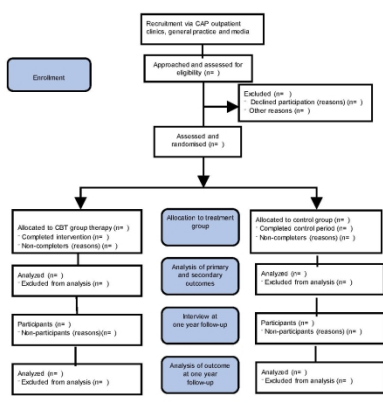 Recruitment via CAP outpatient
clinics, general practice and media
Enrollment
Approached and assessed for
eligibility (n= )
Excluded (n= )
- Declined participation (reasons) (n= )
- Other reasons (n= )
Assessed and
randomised (n= )
Allocated to CBT group therapy (n= )
- Completed intervention (n= )
- Non-completers (reasons) (n= )
Allocation to treatment
group
Allocated to control group (n= )
- Completed control period (n= )
- Non-completers (reasons) (n= )
Analyzed (n= )
- Excluded from analysis (n= )
Analysis of primary
and secondary
outcomes
Analyzed (n= )
- Excluded from analysis (n= )
Participants (n= )
- Non-participants (reasons)(n= )
Interview at
one year follow-up
Participants (n= )
- Non-participants (reasons) (n= )
Analyzed (n= )
- Excluded from analysis (n= )
Analysis of outcome
at one year
follow-up
Analyzed (n= )
- Excluded from analysis (n= )